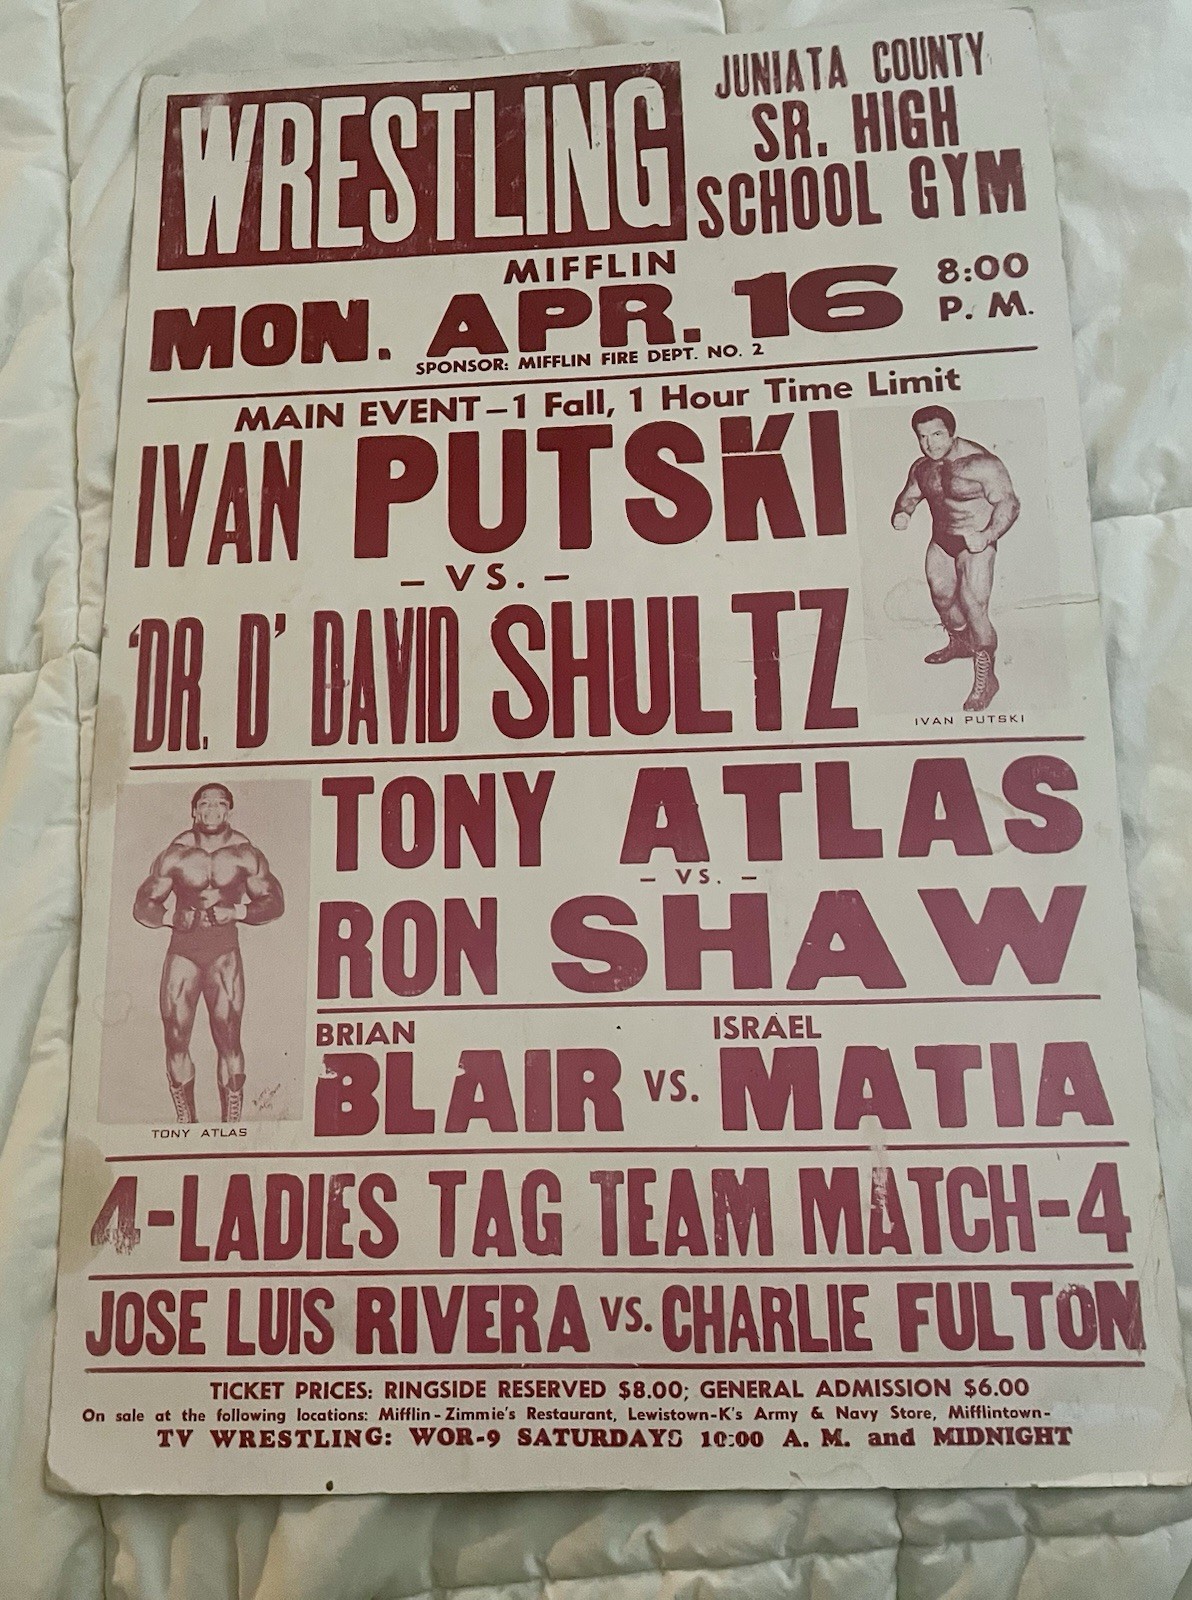 WRESTLING
JUNIATA COUNTY
SR. HIGH
SCHOOL GYM
MIFFLIN
MON. APR. 16
8:00
P. M.
SPONSOR: MIFFLIN FIRE DEPT. NO. 2
MAIN EVENT–1 Fall, 1 Hour Time Limit
IVAN PUTSKI
– VS. –
'DR. D' DAVID SHULTZ
IVAN PUTSKI
TONY ATLAS
– VS. –
RON SHAW
BRIAN
BLAIR VS.
ISRAEL
MATIA
TONY ATLAS
4-LADIES TAG TEAM MATCH-4
JOSE LUIS RIVERA VS. CHARLIE FULTON
TICKET PRICES: RINGSIDE RESERVED $8.00; GENERAL ADMISSION $6.00
On sale at the following locations: Mifflin-Zimmie's Restaurant, Lewistown-K's Army & Navy Store, Mifflintown-
TV WRESTLING: WOR-9 SATURDAYS 10:00 A. M. and MIDNIGHT